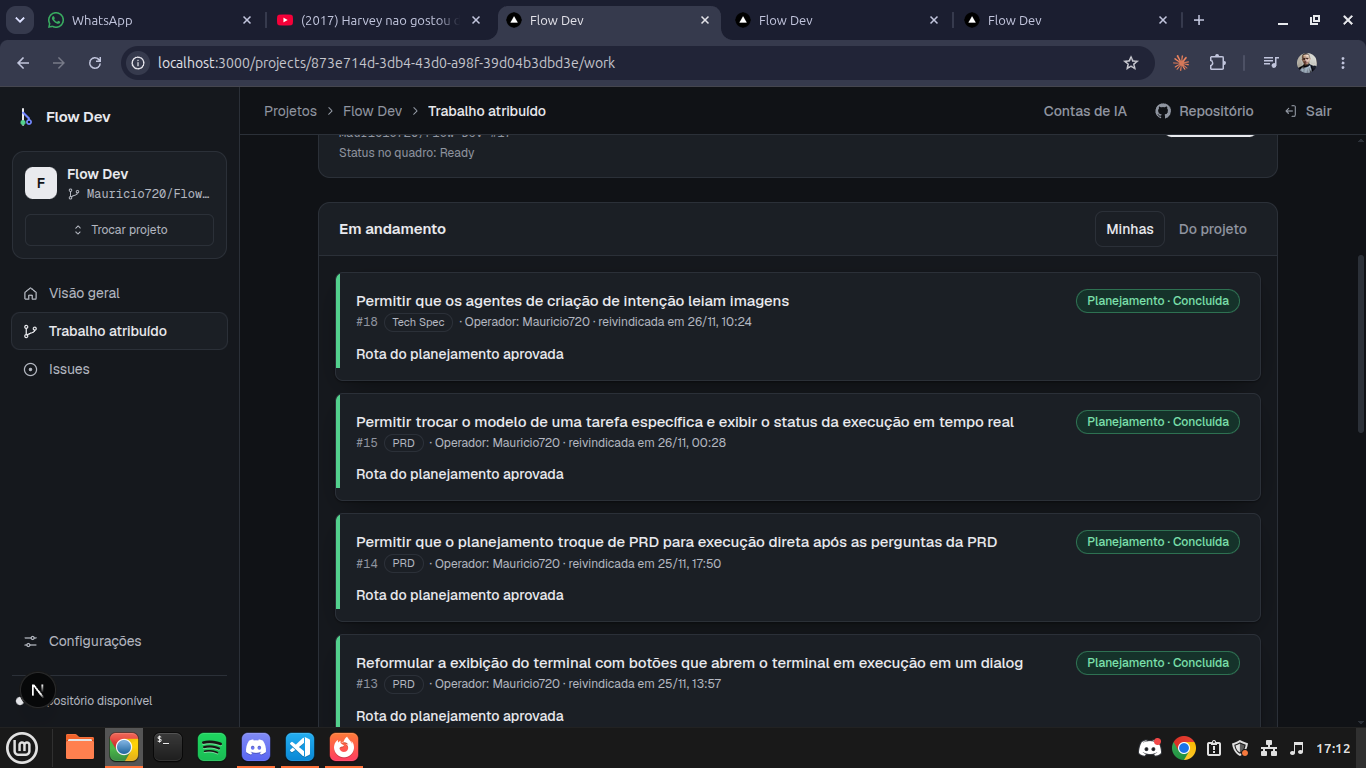 WhatsApp
(2017) Harvey nao gostou
Flow Dev
Flow Dev
Flow Dev
localhost:3000/projects/873e714d-3db4-43d0-a98f-39d04b3dbd3e/work
Flow Dev
Projetos > Flow Dev > Trabalho atribuído
Contas de IA
Repositório
Sair
F
Flow Dev
Mauricio720/Flow…
Trocar projeto
Visão geral
Trabalho atribuído
Issues
Configurações
N
ositório disponível
Status no quadro: Ready
Em andamento
Minhas
Do projeto
Permitir que os agentes de criação de intenção leiam imagens
Planejamento · Concluída
#18 Tech Spec · Operador: Mauricio720 · reivindicada em 26/11, 10:24
Rota do planejamento aprovada
Permitir trocar o modelo de uma tarefa específica e exibir o status da execução em tempo real
Planejamento · Concluída
#15 PRD · Operador: Mauricio720 · reivindicada em 26/11, 00:28
Rota do planejamento aprovada
Permitir que o planejamento troque de PRD para execução direta após as perguntas da PRD
Planejamento · Concluída
#14 PRD · Operador: Mauricio720 · reivindicada em 25/11, 17:50
Rota do planejamento aprovada
Reformular a exibição do terminal com botões que abrem o terminal em execução em um dialog
Planejamento · Concluída
#13 PRD · Operador: Mauricio720 · reivindicada em 25/11, 13:57
Rota do planejamento aprovada
17:12